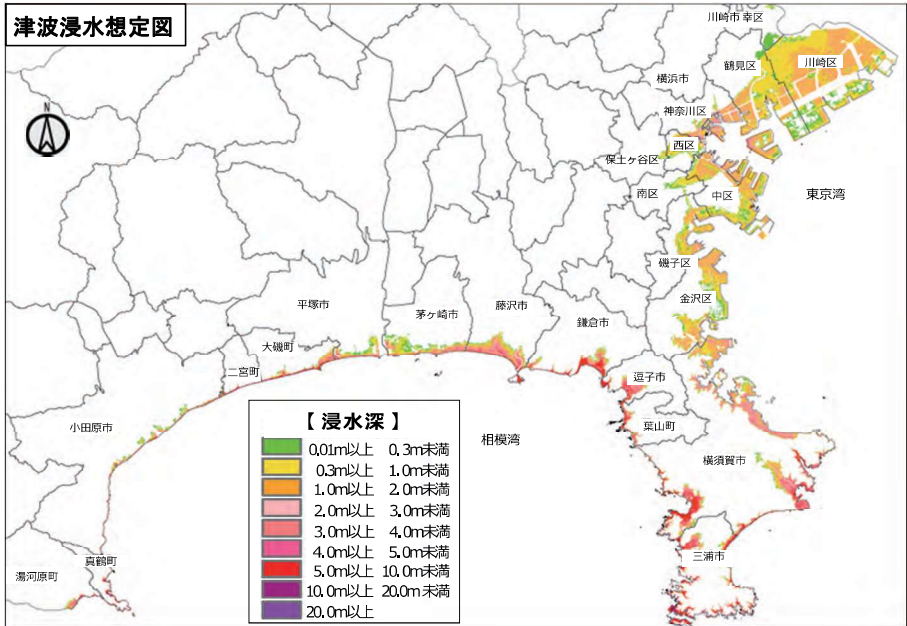 津波浸水想定図
N
川崎市 幸区
鶴見区
川崎区
横浜市
神奈川区
西区
保土ヶ谷区
南区
中区
東京湾
磯子区
金沢区
平塚市
茅ヶ崎市
藤沢市
鎌倉市
大磯町
二宮町
逗子市
葉山町
小田原市
相模湾
横須賀市
三浦市
真鶴町
湯河原町
【 浸水深 】
0.01m以上 0.3m未満
0.3m以上 1.0m未満
1.0m以上 2.0m未満
2.0m以上 3.0m未満
3.0m以上 4.0m未満
4.0m以上 5.0m未満
5.0m以上 10.0m未満
10.0m以上 20.0m未満
20.0m以上